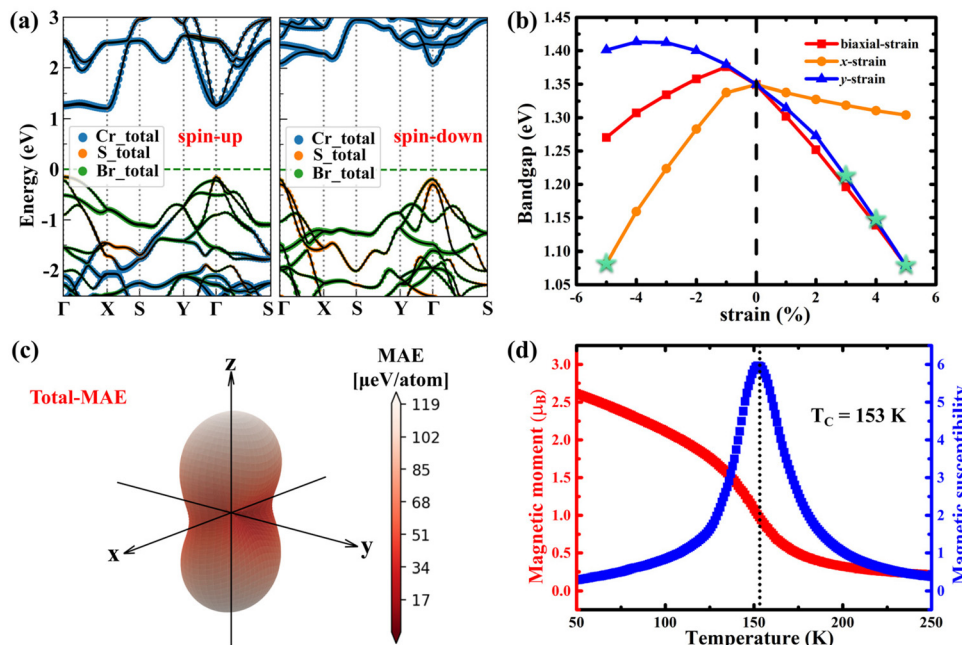 (a)
3
2
1
0
-1
-2
Energy (eV)
Cr_total
S_total
Br_total
spin-up
Γ X S Y Γ S
Cr_total
S_total
Br_total
spin-down
Γ X S Y Γ S
(b)
1.45
1.40
1.35
1.30
1.25
1.20
1.15
1.10
1.05
Bandgap (eV)
biaxial-strain
x-strain
y-strain
-6 -4 -2 0 2 4 6
strain (%)
(c)
Total-MAE
z
x
y
MAE
[μeV/atom]
119
102
85
68
51
34
17
(d)
3.0
2.5
2.0
1.5
1.0
0.5
0.0
Magnetic moment (μB)
TC = 153 K
6
5
4
3
2
1
0
Magnetic susceptibility
50 100 150 200 250
Temperature (K)